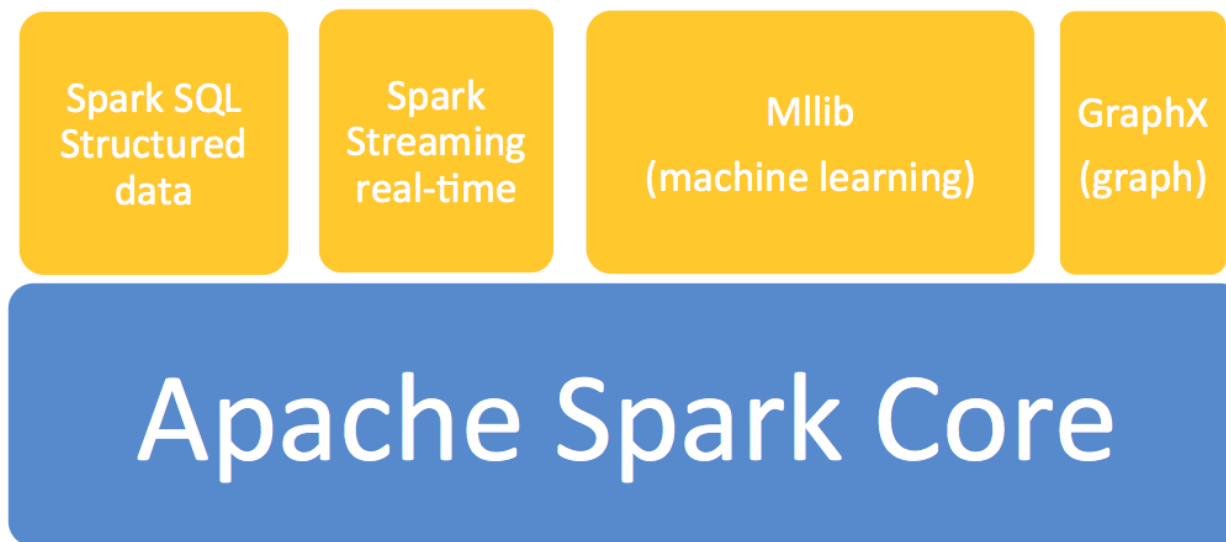 Spark SQL
Structured
data
Spark
Streaming
real-time
Mllib
(machine learning)
GraphX
(graph)
Apache Spark Core